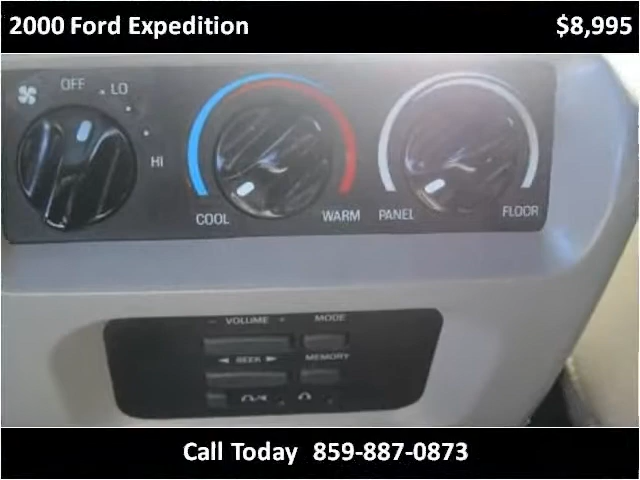 2000 Ford Expedition $8,995
OFF LO
HI
COOL WARM PANEL FLOOR
- VOLUME + MODE
◄ SEEK ► MEMORY
Call Today 859-887-0873